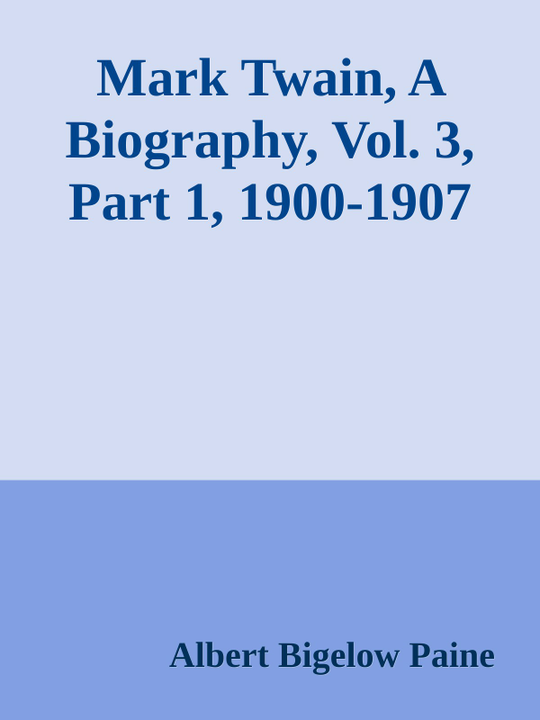 Mark Twain, A
Biography, Vol. 3,
Part 1, 1900-1907
Albert Bigelow Paine